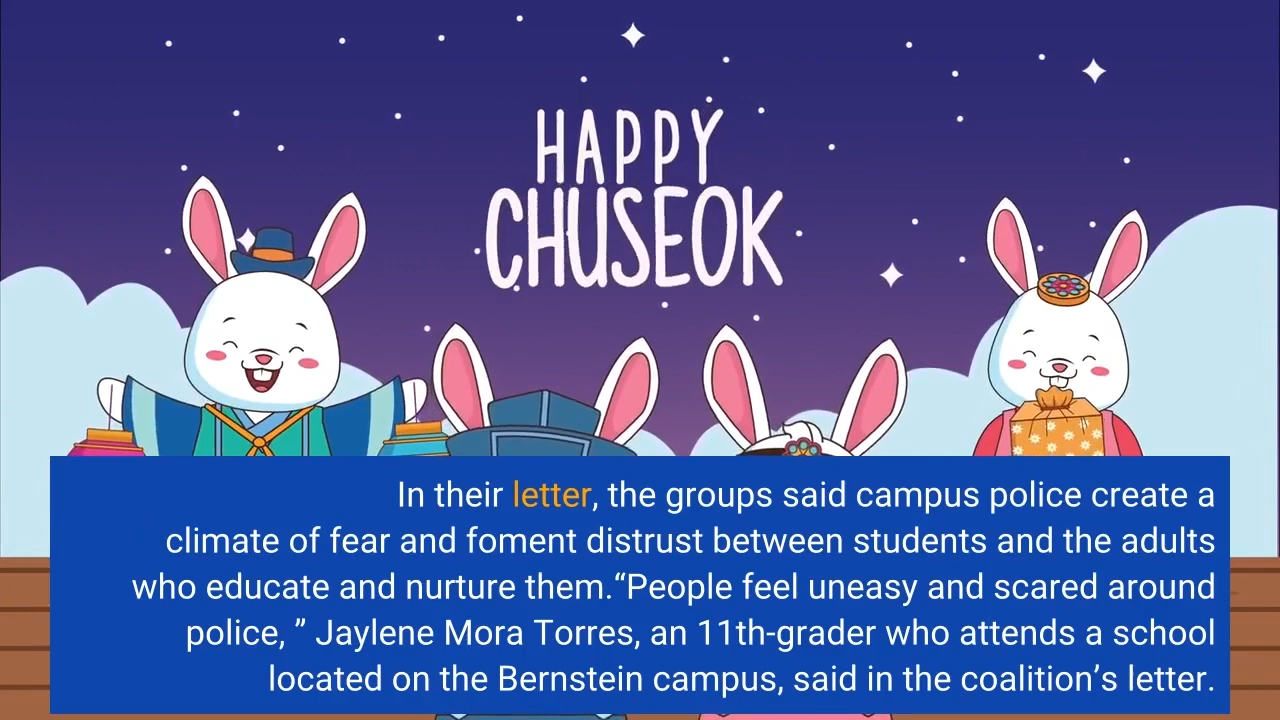 HAPPY
CHUSEOK
In their letter, the groups said campus police create a
climate of fear and foment distrust between students and the adults
who educate and nurture them.“People feel uneasy and scared around
police, ” Jaylene Mora Torres, an 11th-grader who attends a school
located on the Bernstein campus, said in the coalition’s letter.